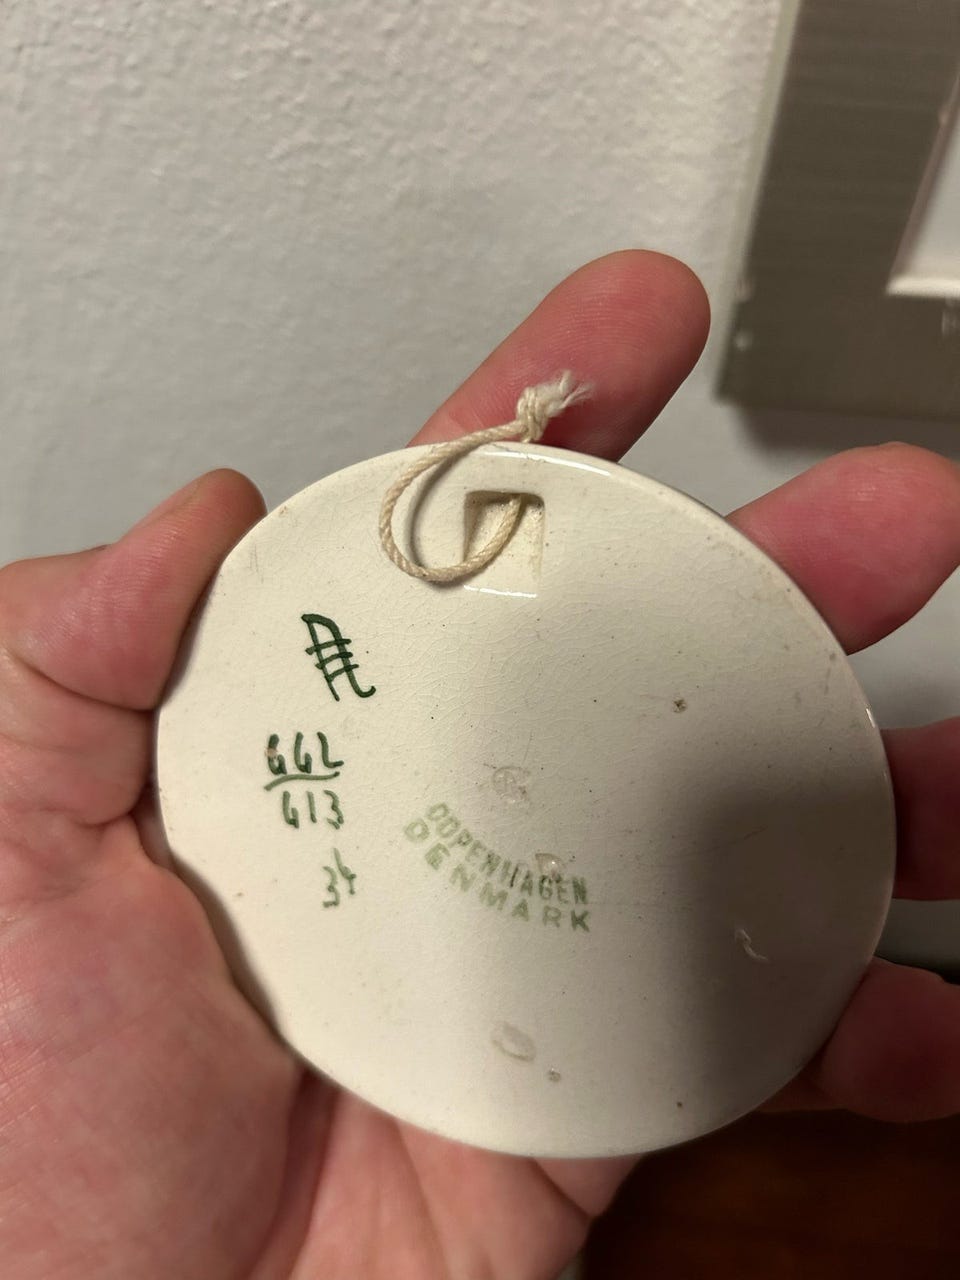 662
613
34
COPENHAGEN
DENMARK